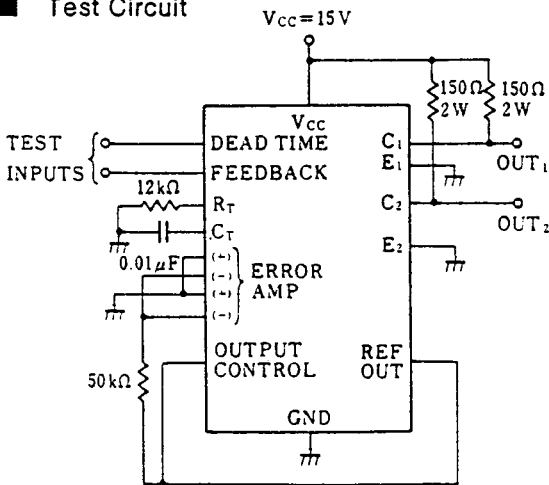 Test Circuit
Vcc=15V
150Ω 2W
150Ω 2W
Vcc
TEST INPUTS
DEAD TIME
FEEDBACK
12kΩ
RT
CT
0.01μF
(+)
(−)
(+)
(−)
ERROR AMP
C1
E1
C2
E2
OUT1
OUT2
50kΩ
OUTPUT CONTROL
REF OUT
GND